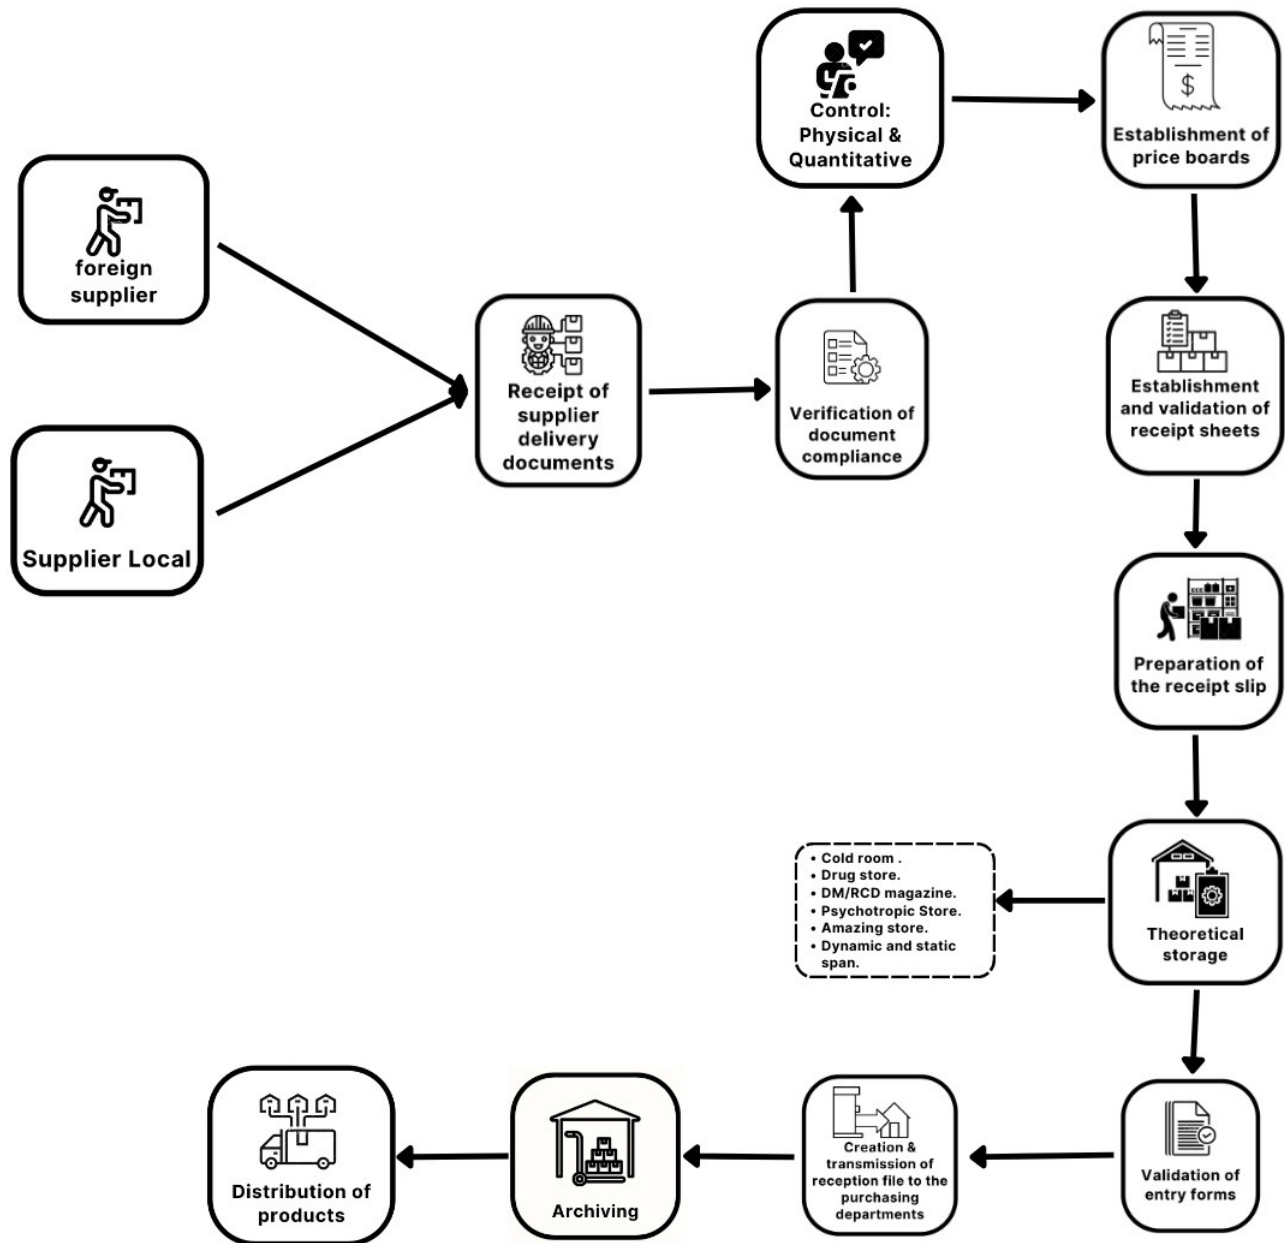 foreign
supplier
Supplier Local
Receipt of
supplier
delivery
documents
Verification of
document
compliance
Control:
Physical &
Quantitative
$
Establishment of
price boards
Establishment
and validation of
receipt sheets
Preparation of
the receipt slip
Theoretical
storage
• Cold room .
• Drug store.
• DM/RCD magazine.
• Psychotropic Store.
• Amazing store.
• Dynamic and static
span.
Validation of
entry forms
Creation &
transmission of
reception file to the
purchasing
departments
Archiving
Distribution of
products